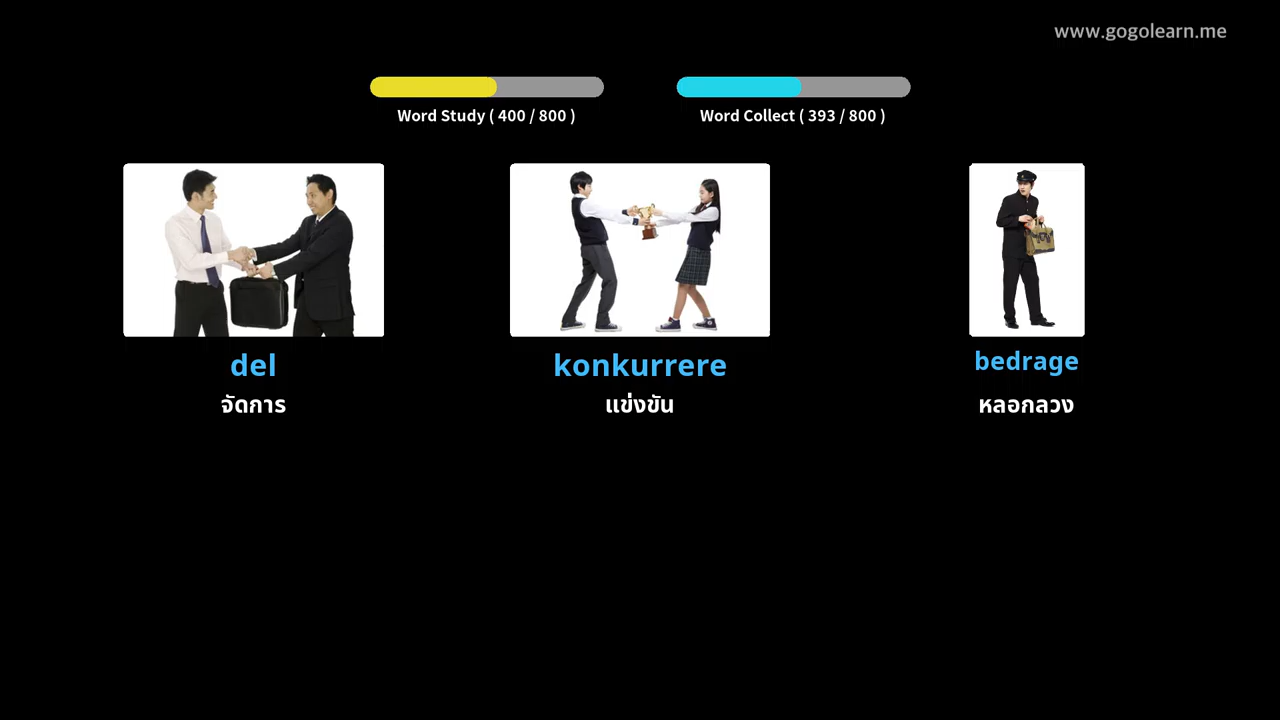 www.gogolearn.me
Word Study ( 400 / 800 )
Word Collect ( 393 / 800 )
del
konkurrere
bedrage
จัดการ
แข่งขัน
หลอกลวง